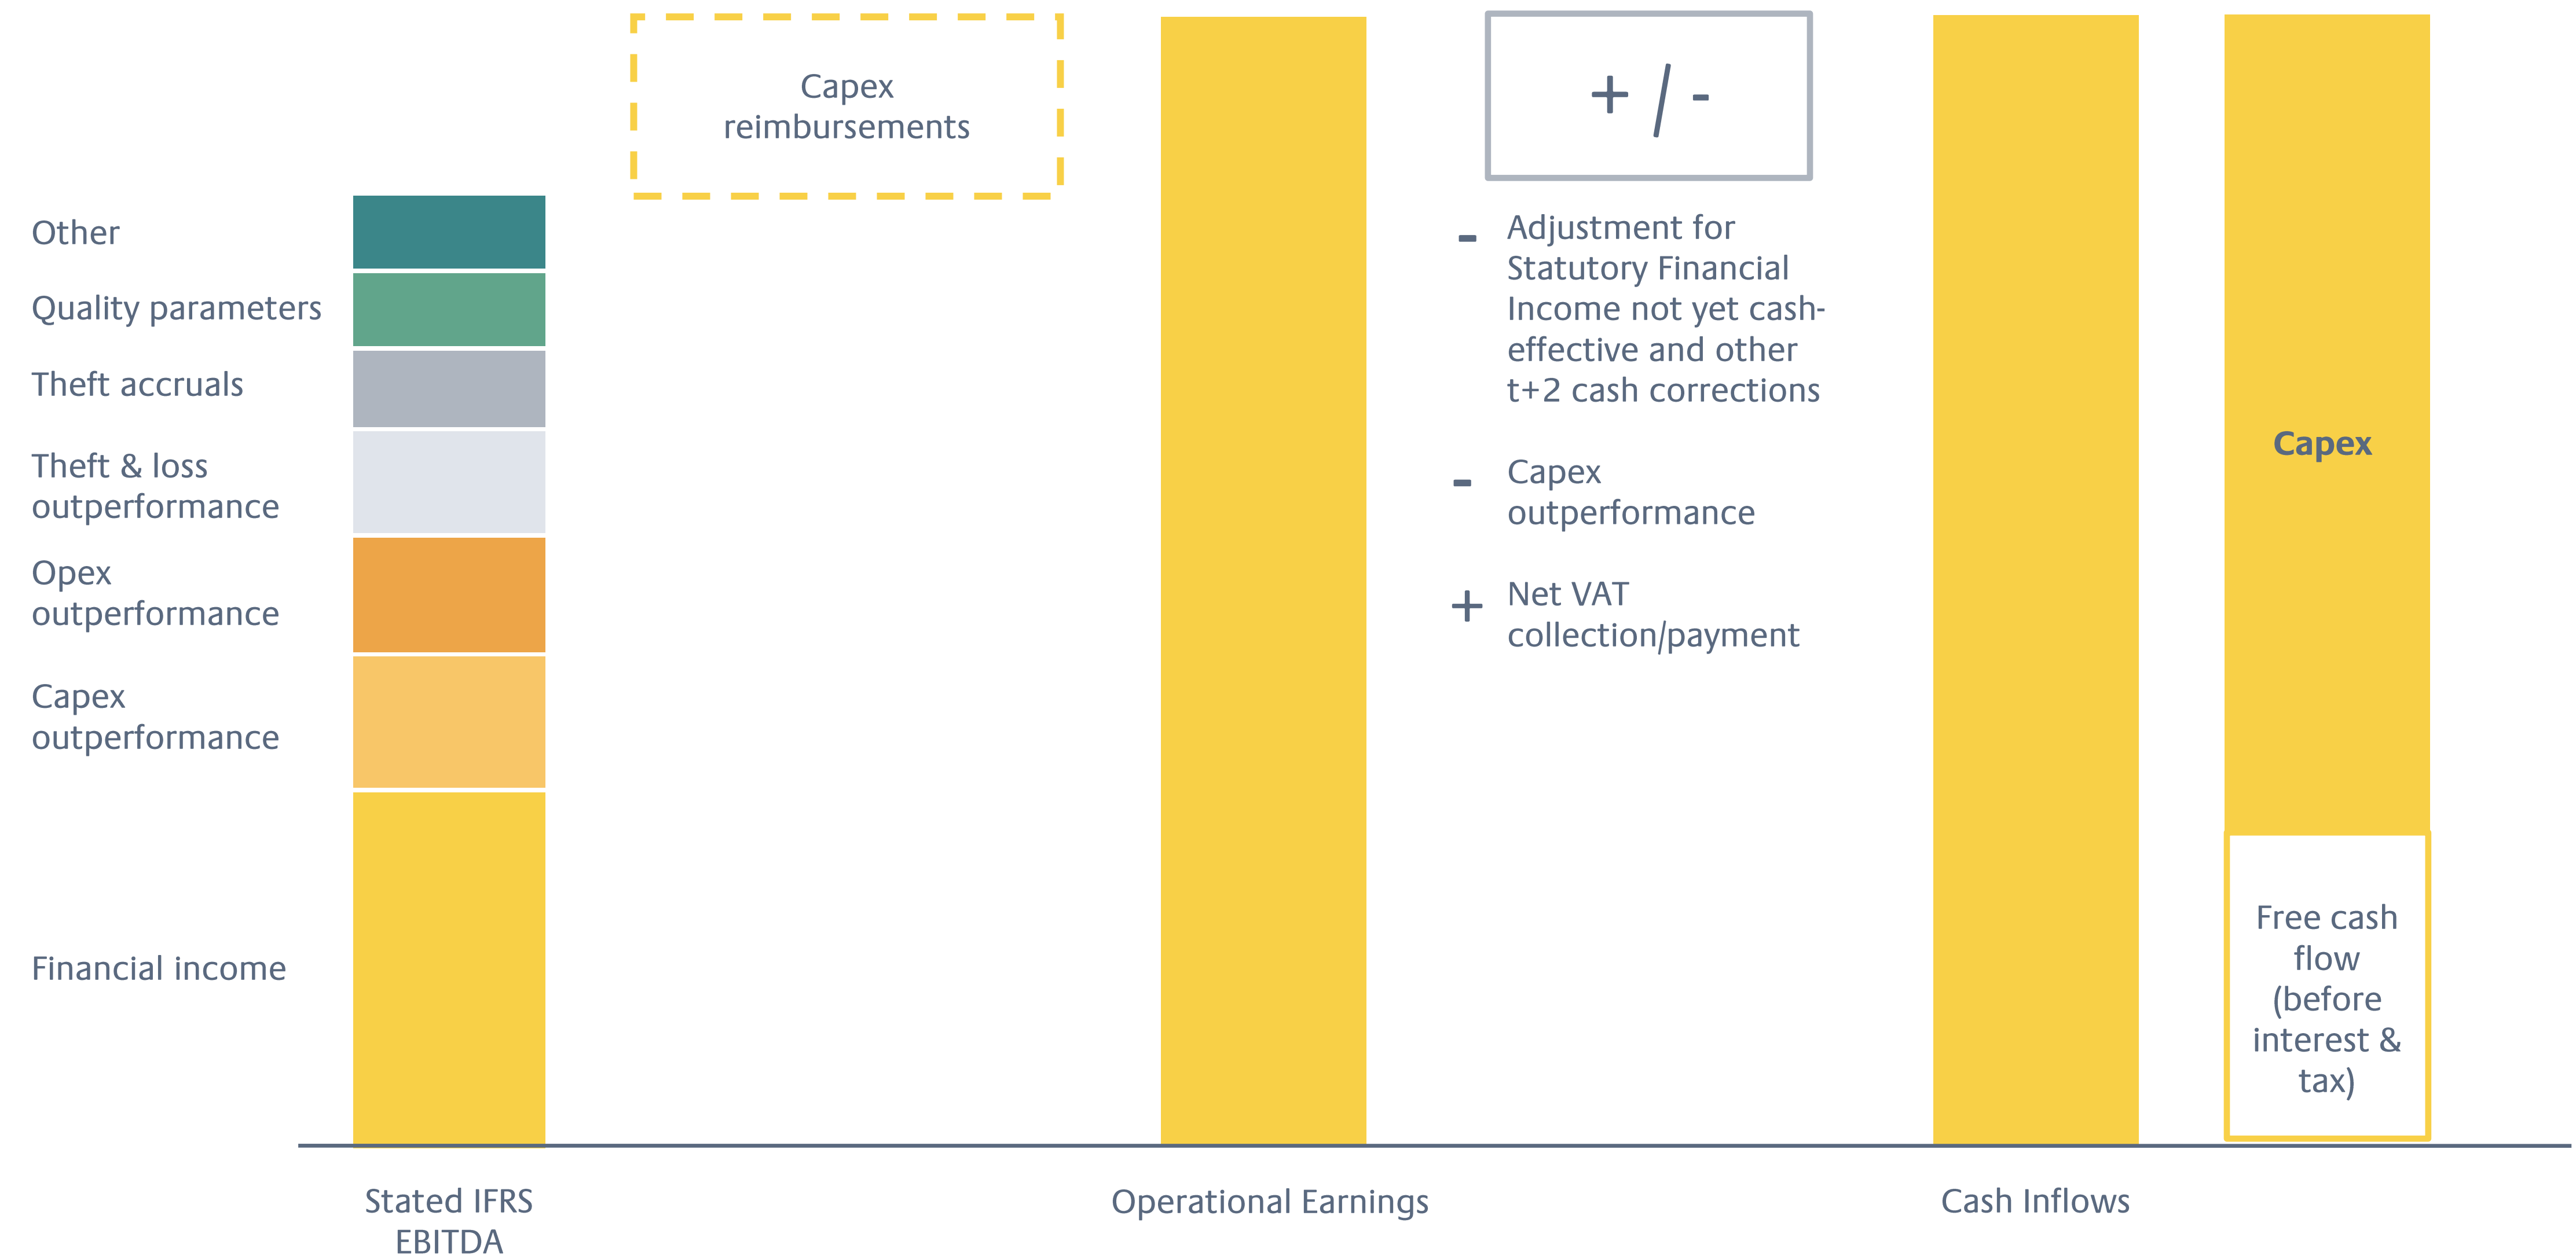 Capex
reimbursements
+ / -
Other
Quality parameters
Theft accruals
Theft & loss
outperformance
Opex
outperformance
Capex
outperformance
Financial income
- Adjustment for
Statutory Financial
Income not yet cash-
effective and other
t+2 cash corrections
- Capex
outperformance
+ Net VAT
collection/payment
Capex
Free cash
flow
(before
interest &
tax)
Stated IFRS
EBITDA
Operational Earnings
Cash Inflows